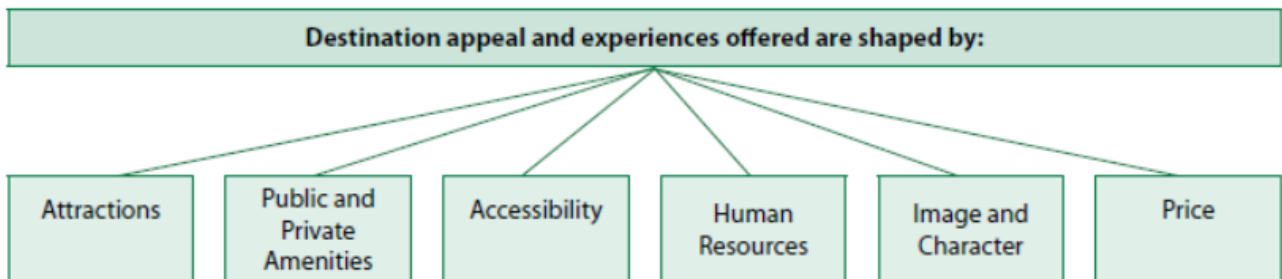 Destination appeal and experiences offered are shaped by:
Attractions
Public and
Private
Amenities
Accessibility
Human
Resources
Image and
Character
Price